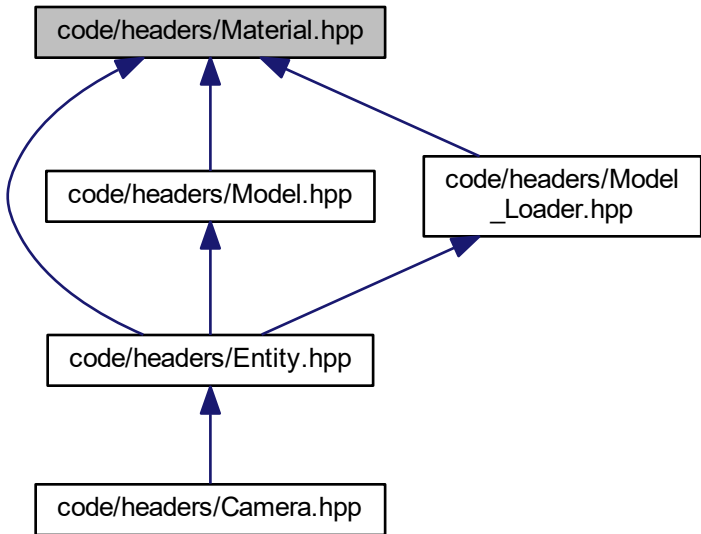 code/headers/Material.hpp
code/headers/Model.hpp
code/headers/Model
_Loader.hpp
code/headers/Entity.hpp
code/headers/Camera.hpp